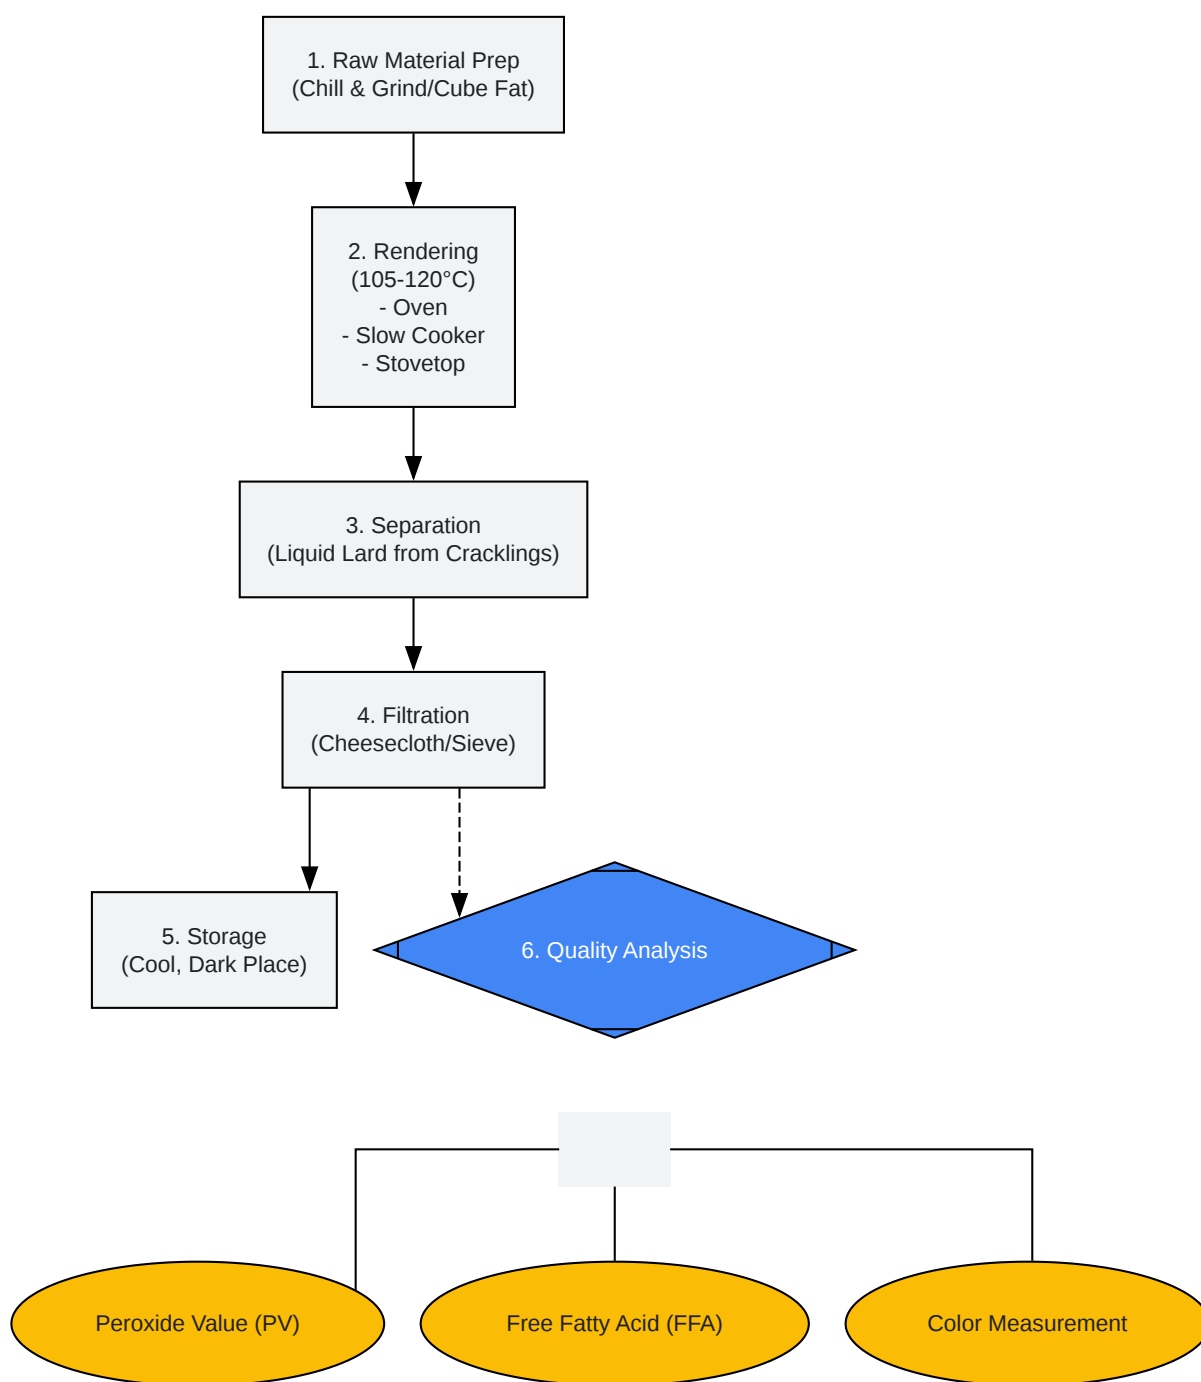 1. Raw Material Prep
(Chill & Grind/Cube Fat)
2. Rendering
(105-120°C)
- Oven
- Slow Cooker
- Stovetop
3. Separation
(Liquid Lard from Cracklings)
4. Filtration
(Cheesecloth/Sieve)
5. Storage
(Cool, Dark Place)
6. Quality Analysis
Peroxide Value (PV)
Free Fatty Acid (FFA)
Color Measurement